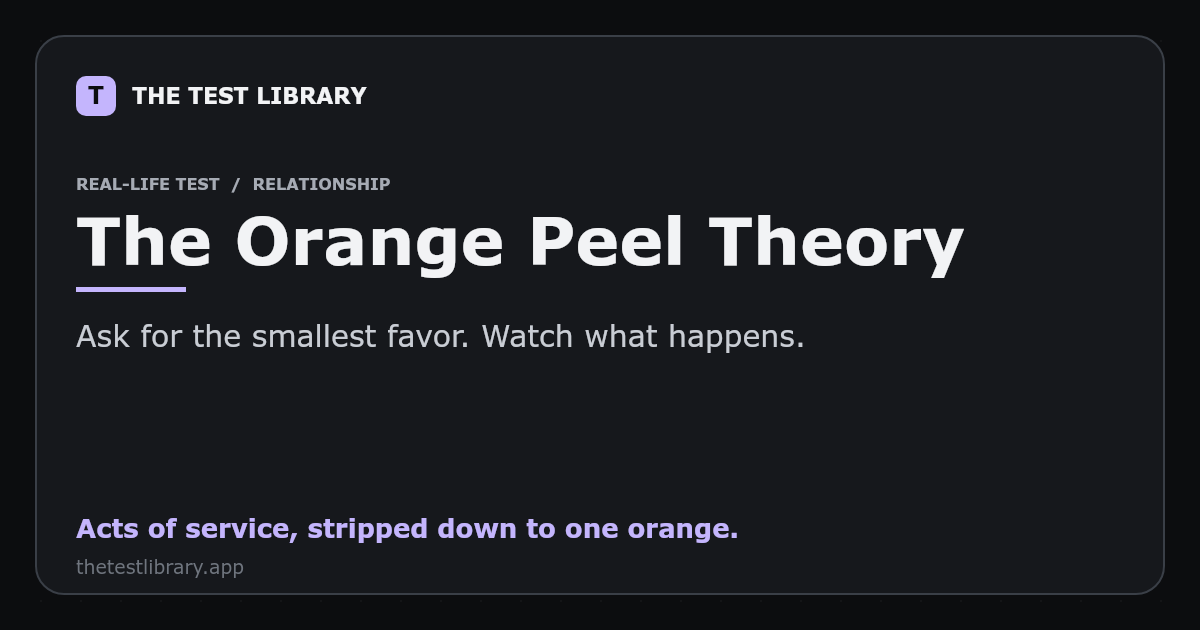 T THE TEST LIBRARY
REAL-LIFE TEST / RELATIONSHIP
The Orange Peel Theory
Ask for the smallest favor. Watch what happens.
Acts of service, stripped down to one orange.
thetestlibrary.app